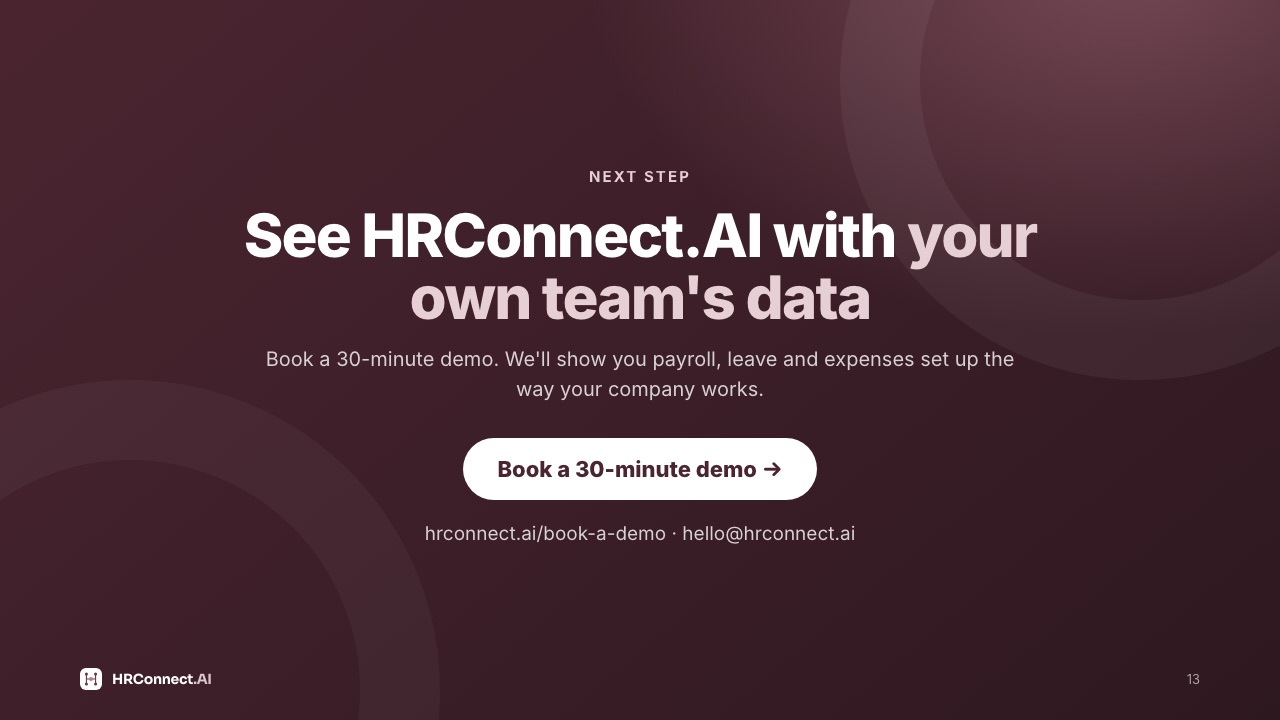 NEXT STEP
See HRConnect.AI with your
own team's data
Book a 30-minute demo. We'll show you payroll, leave and expenses set up the
way your company works.
Book a 30-minute demo →
hrconnect.ai/book-a-demo · hello@hrconnect.ai
HRConnect.AI
13